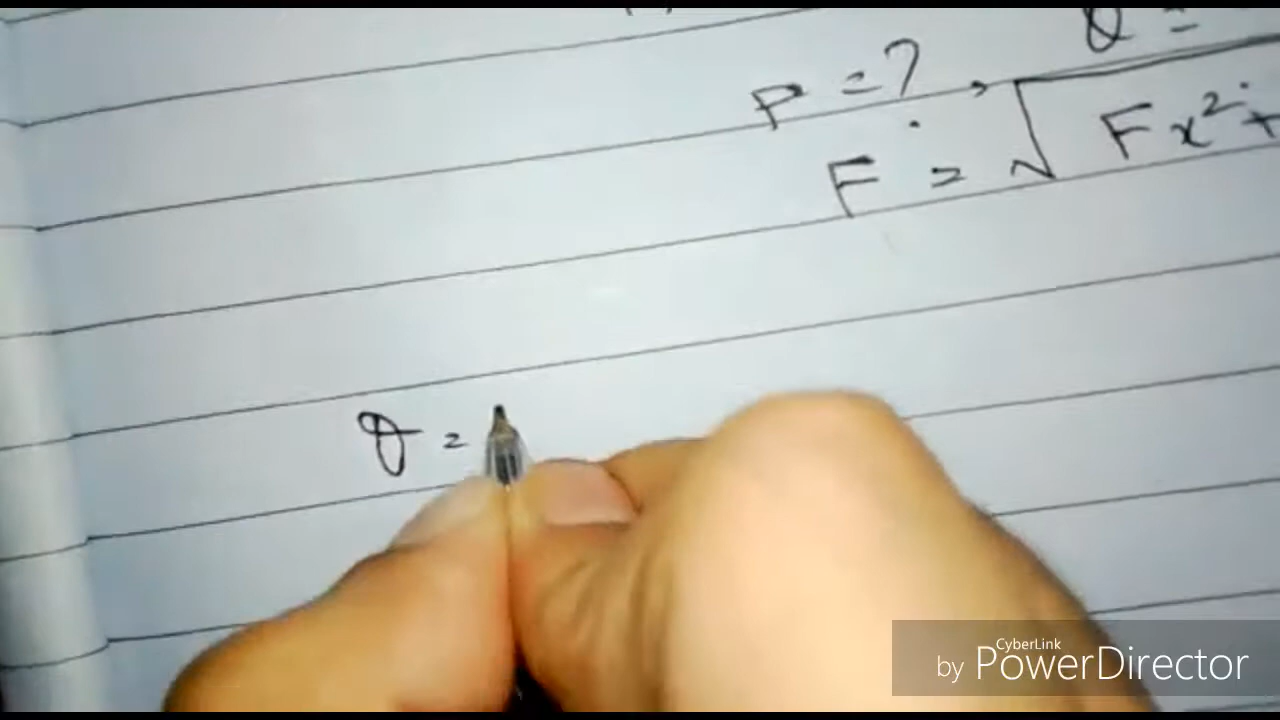 θ =
P = ?
F = √Fx²+
θ =
CyberLink
by PowerDirector